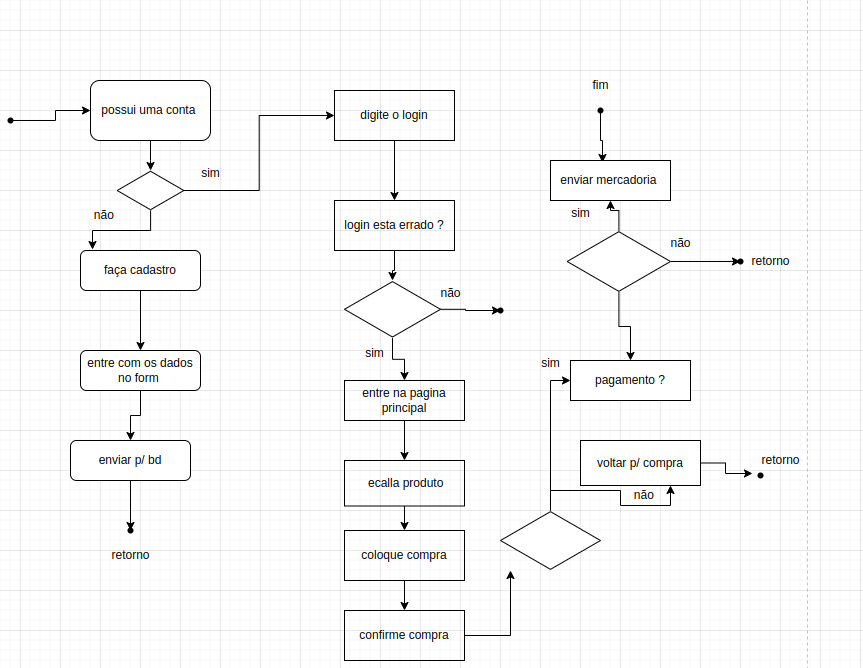 possui uma conta
sim
não
faça cadastro
entre com os dados
no form
enviar p/ bd
retorno
digite o login
login esta errado ?
não
sim
entre na pagina
principal
ecalla produto
coloque compra
confirme compra
fim
enviar mercadoria
sim
não
retorno
sim
pagamento ?
voltar p/ compra
retorno
não